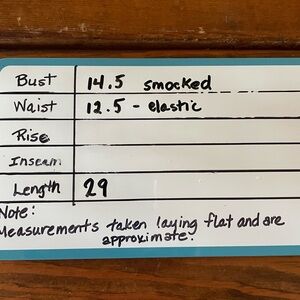 Bust 14.5 smocked
Waist 12.5 - elastic
Rise
Inseam
Length 29
Note:
Measurements taken laying flat and are
approximate.